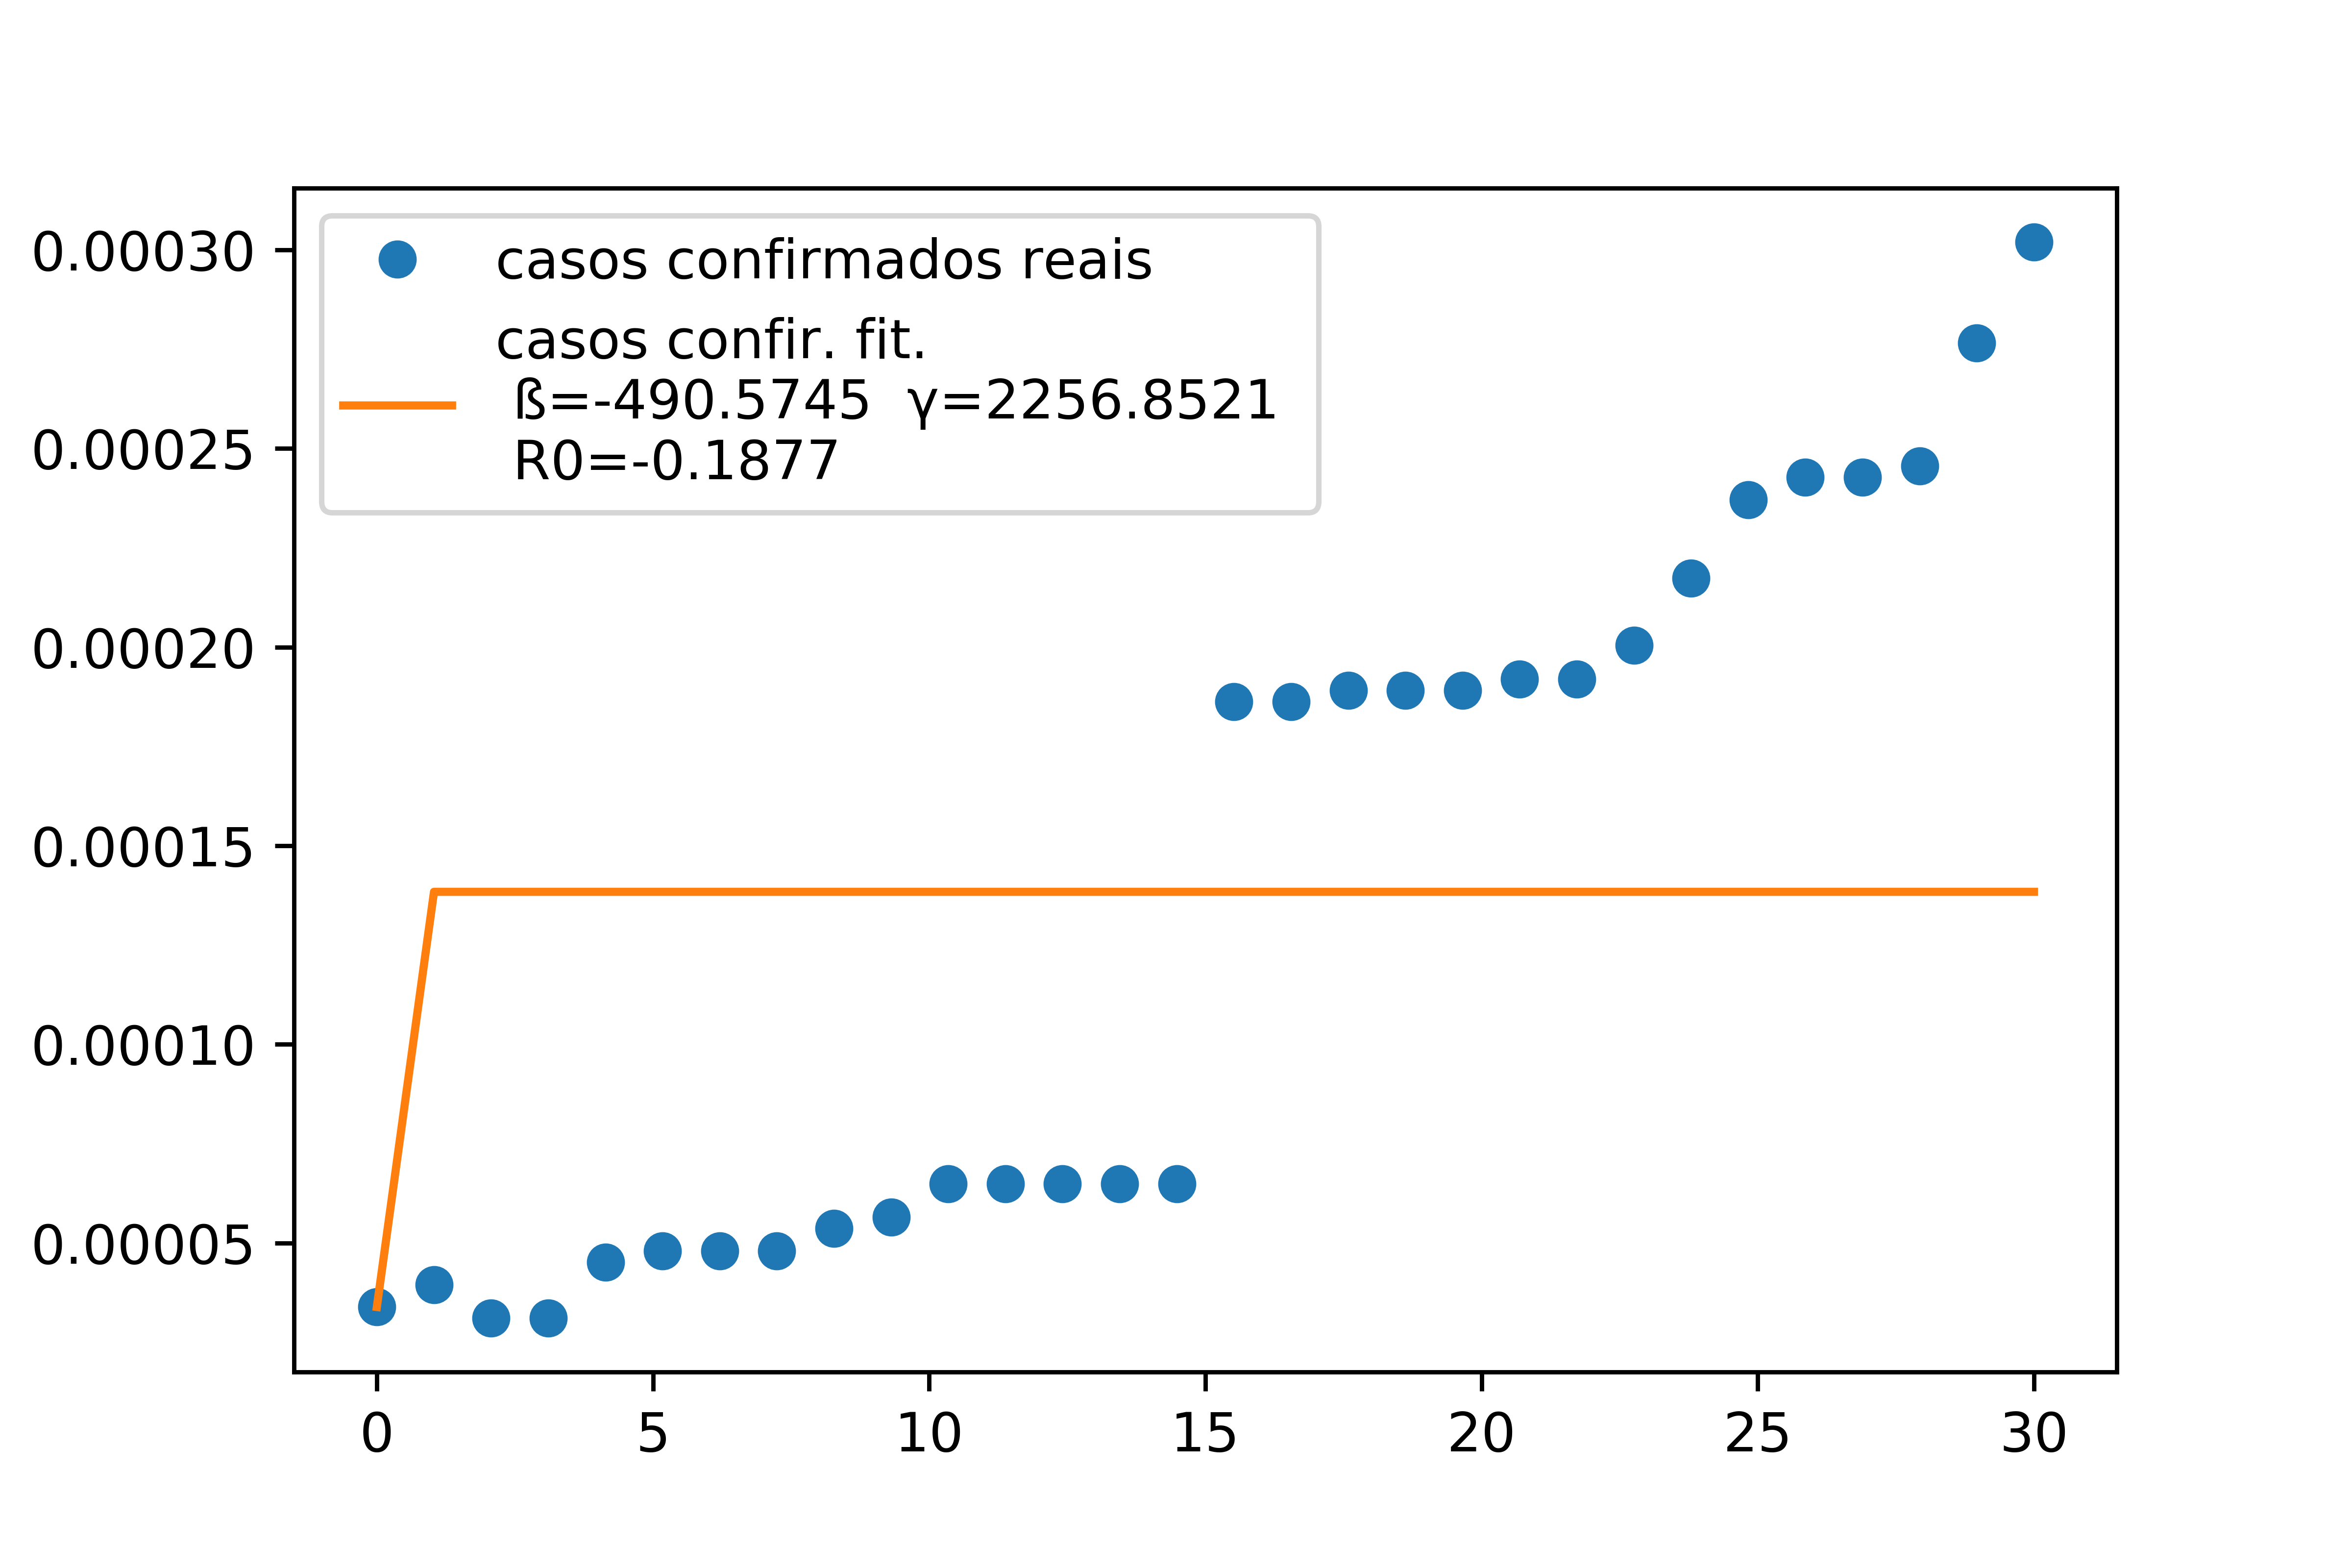 0.00030
0.00025
0.00020
0.00015
0.00010
0.00005
casos confirmados reais
casos confir. fit.
ß=-490.5745 γ=2256.8521
R0=-0.1877
0 5 10 15 20 25 30